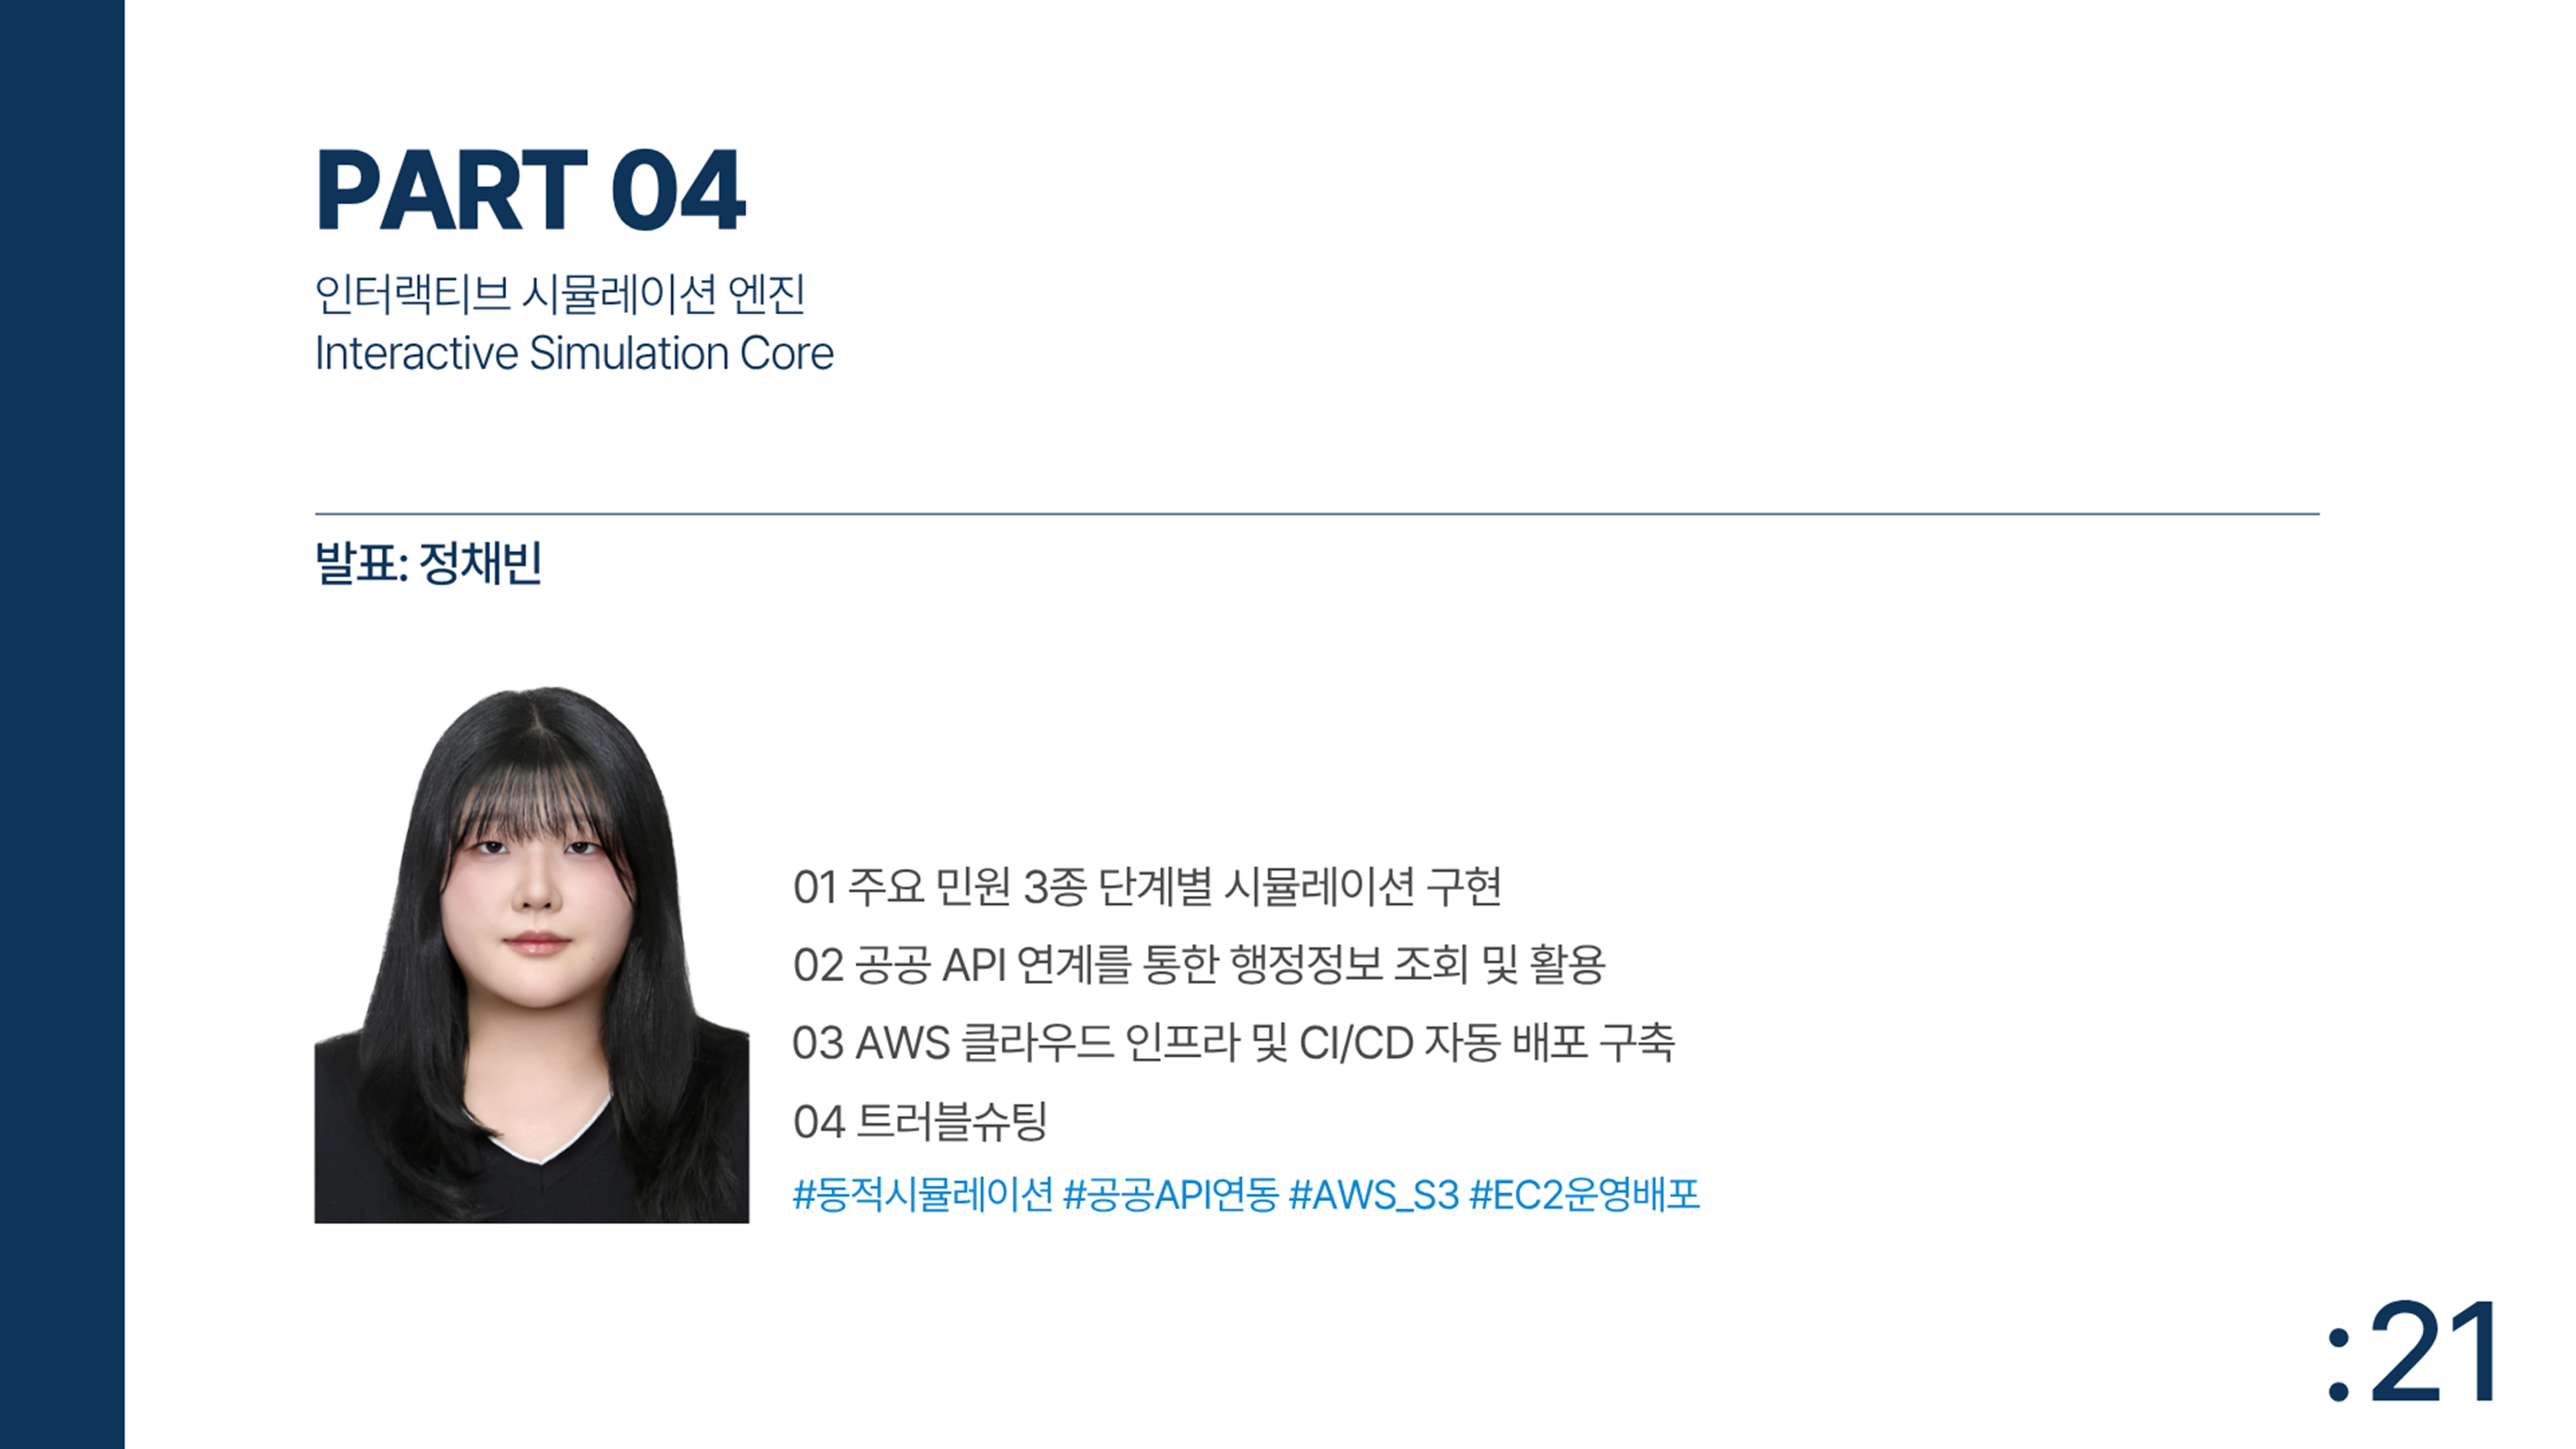 PART 04
인터랙티브 시뮬레이션 엔진
Interactive Simulation Core
발표: 정채빈
01 주요 민원 3종 단계별 시뮬레이션 구현
02 공공 API 연계를 통한 행정정보 조회 및 활용
03 AWS 클라우드 인프라 및 CI/CD 자동 배포 구축
04 트러블슈팅
#동적시뮬레이션 #공공API연동 #AWS_S3 #EC2운영배포
:21